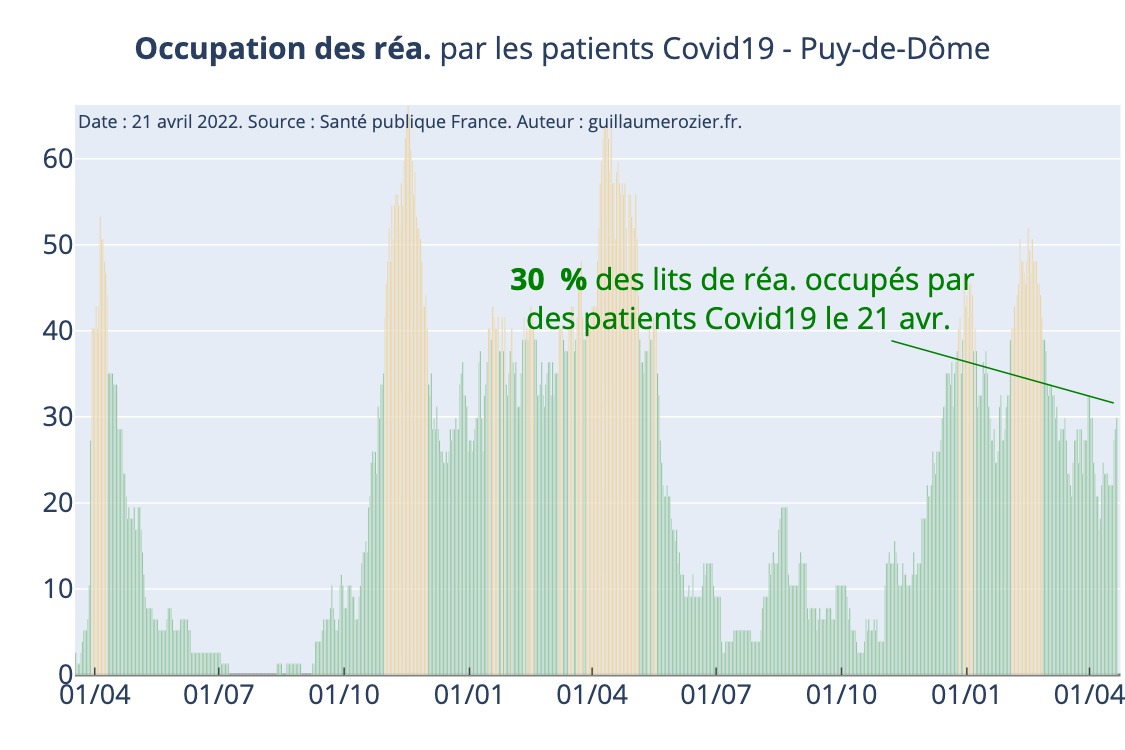 Occupation des réa. par les patients Covid19 - Puy-de-Dôme
Date : 21 avril 2022. Source : Santé publique France. Auteur : guillaumerozier.fr.
60
50
40
30
20
10
0
30 % des lits de réa. occupés par
des patients Covid19 le 21 avr.
01/04 01/07 01/10 01/01 01/04 01/07 01/10 01/01 01/04